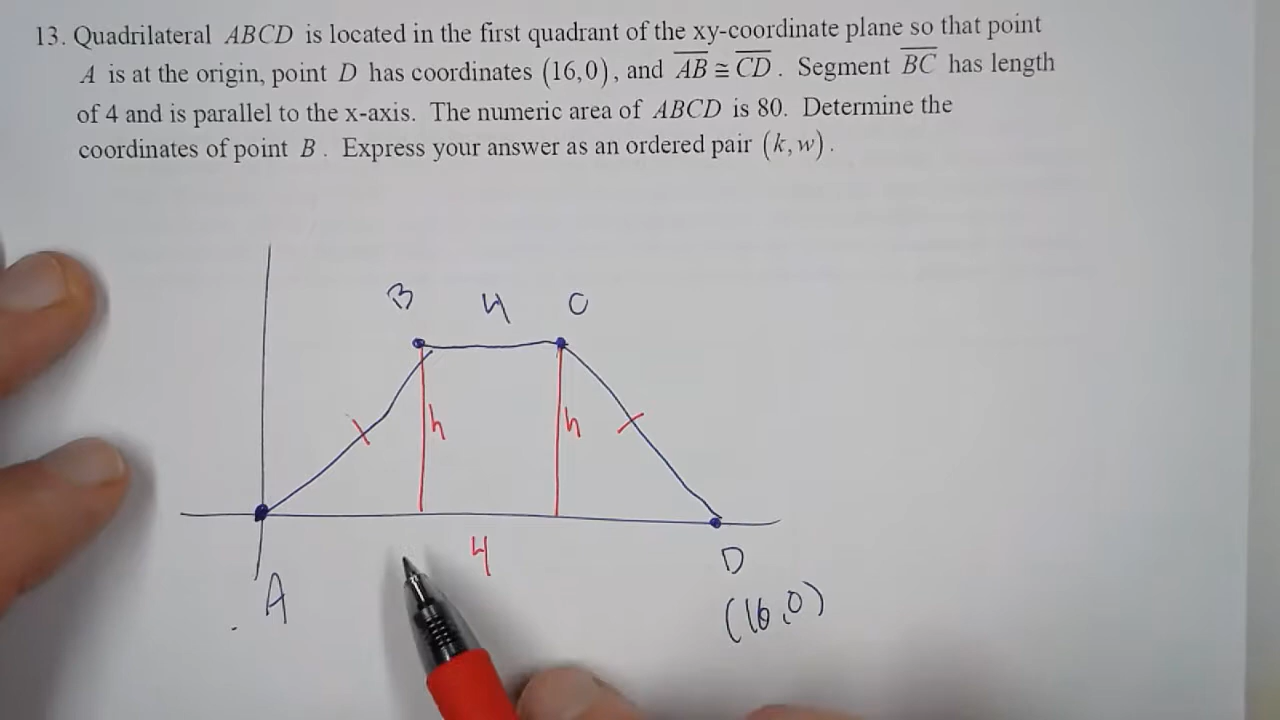 13. Quadrilateral ABCD is located in the first quadrant of the xy-coordinate plane so that point
A is at the origin, point D has coordinates (16,0), and A̅B̅ ≅ C̅D̅. Segment B̅C̅ has length
of 4 and is parallel to the x-axis. The numeric area of ABCD is 80. Determine the
coordinates of point B. Express your answer as an ordered pair (k,w).
B 4 C
h h
4
A D
(16,0)